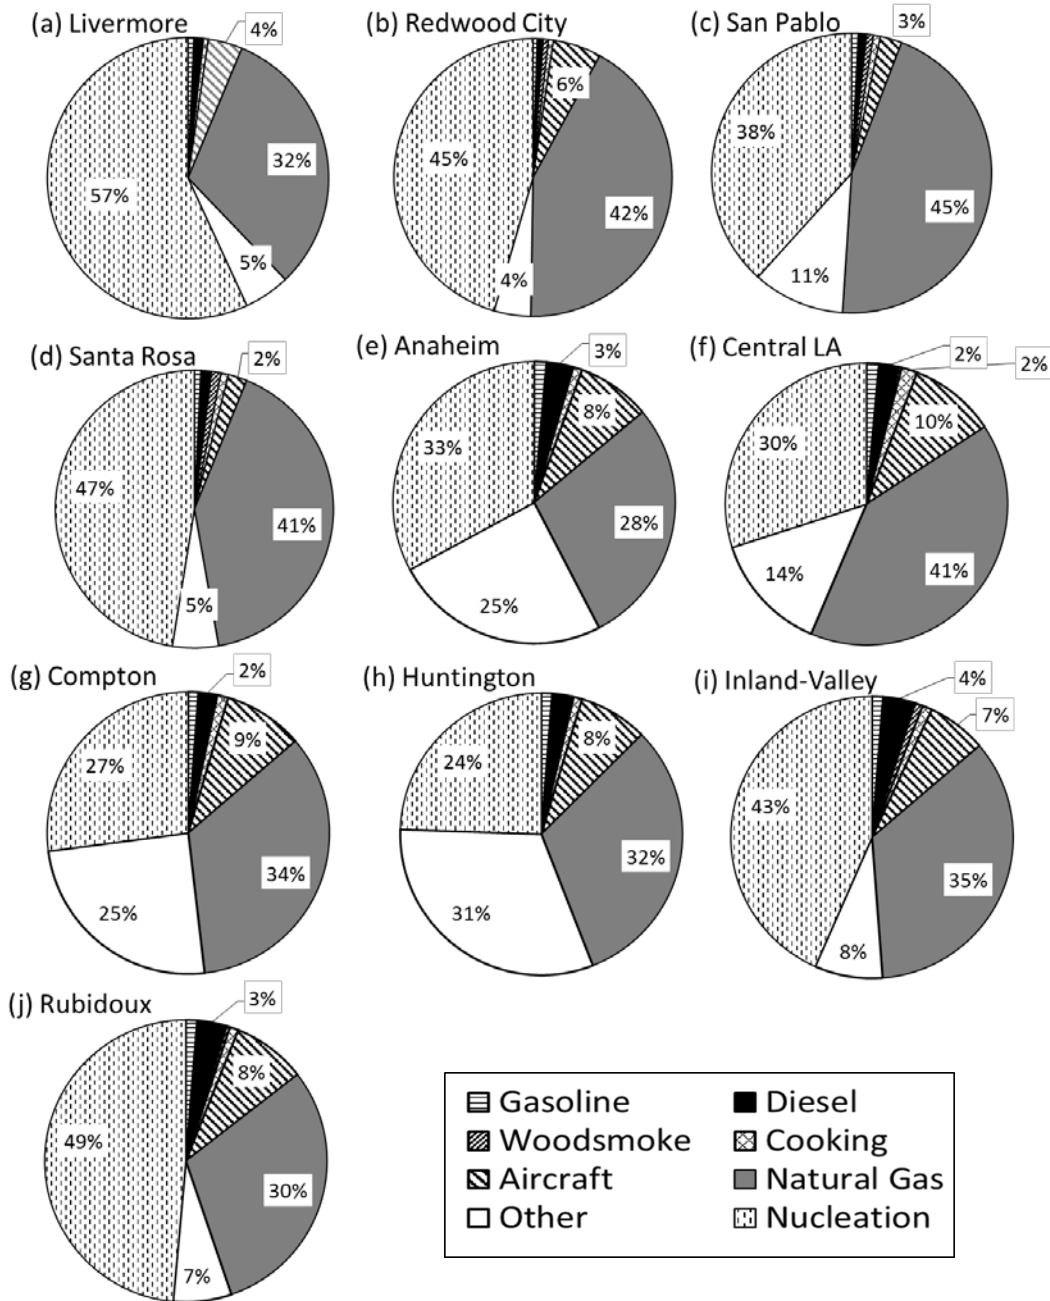 (a) Livermore
4%
32%
57%
5%
(b) Redwood City
6%
45%
42%
4%
(c) San Pablo
3%
38%
45%
11%
(d) Santa Rosa
2%
47%
41%
5%
(e) Anaheim
3%
8%
33%
28%
25%
(f) Central LA
2%
2%
10%
30%
41%
14%
(g) Compton
2%
9%
27%
34%
25%
(h) Huntington
8%
24%
32%
31%
(i) Inland-Valley
4%
7%
43%
35%
8%
(j) Rubidoux
3%
8%
49%
30%
7%
Gasoline
Diesel
Woodsmoke
Cooking
Aircraft
Natural Gas
Other
Nucleation